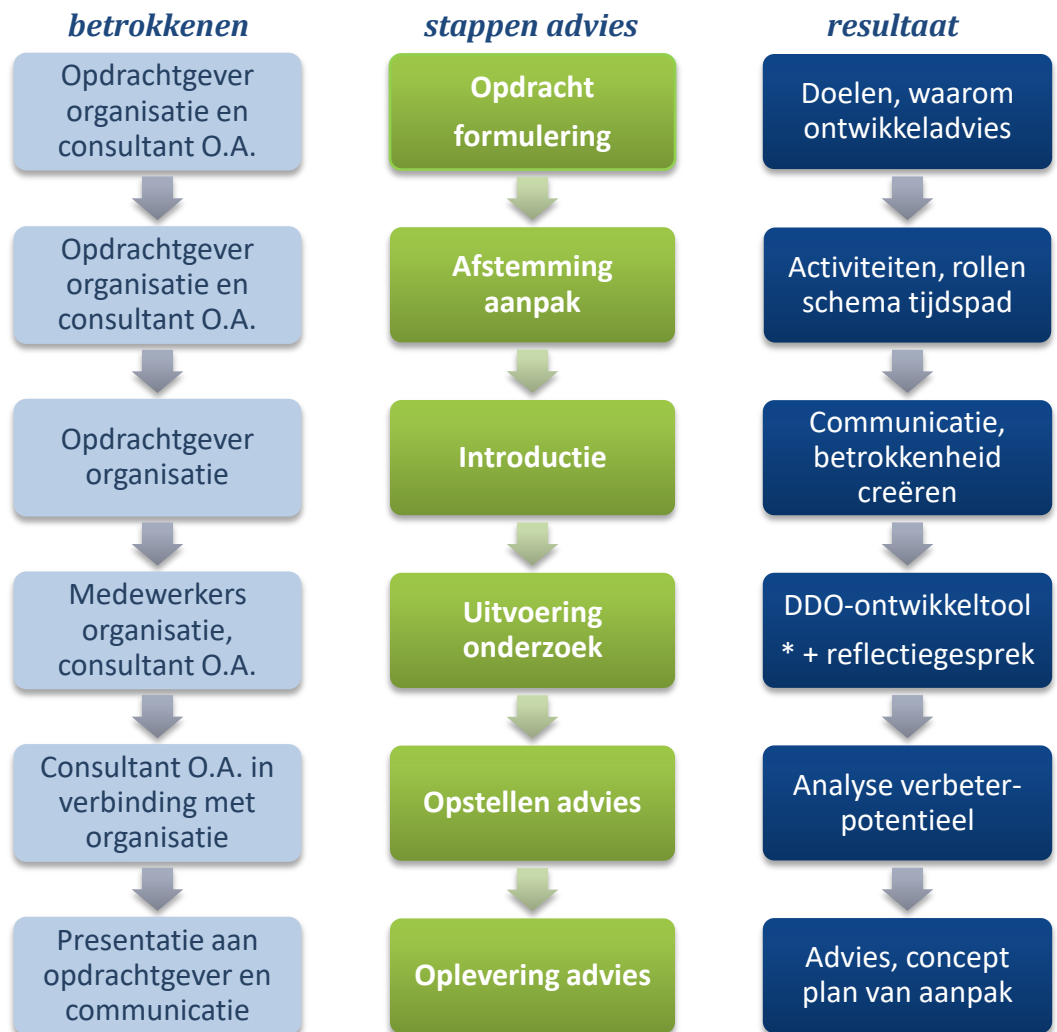 betrokkenen
stappen advies
resultaat
Opdrachtgever
organisatie en
consultant O.A.
Opdracht
formulering
Doelen, waarom
ontwikkeladvies
Opdrachtgever
organisatie en
consultant O.A.
Afstemming
aanpak
Activiteiten, rollen
schema tijdspad
Opdrachtgever
organisatie
Introductie
Communicatie,
betrokkenheid
creëren
Medewerkers
organisatie,
consultant O.A.
Uitvoering
onderzoek
DDO-ontwikkeltool
* + reflectiegesprek
Consultant O.A. in
verbinding met
organisatie
Opstellen advies
Analyse verbeter-
potentieel
Presentatie aan
opdrachtgever en
communicatie
Oplevering advies
Advies, concept
plan van aanpak